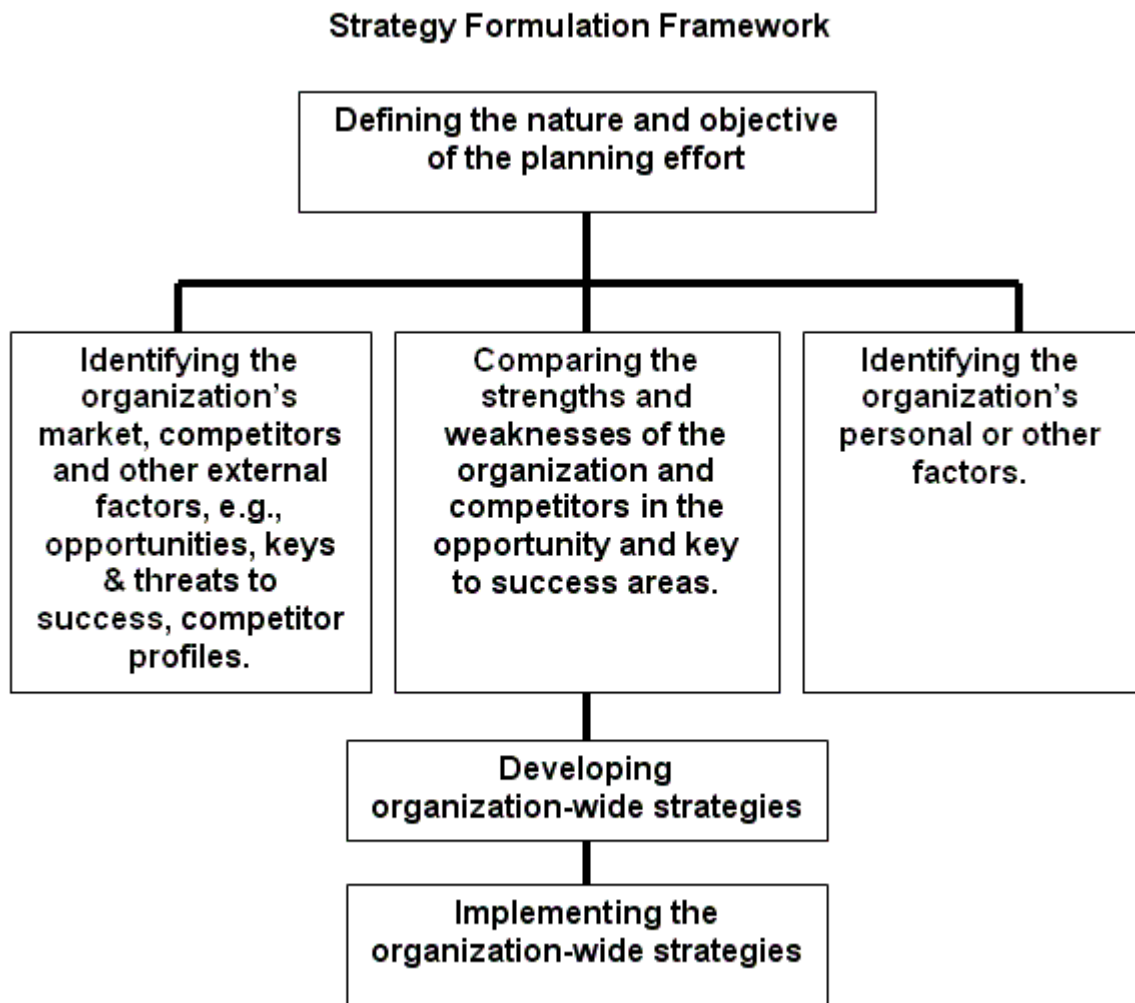 Strategy Formulation Framework
Defining the nature and objective
of the planning effort
Identifying the
organization’s
market, competitors
and other external
factors, e.g.,
opportunities, keys
& threats to
success, competitor
profiles.
Comparing the
strengths and
weaknesses of the
organization and
competitors in the
opportunity and key
to success areas.
Identifying the
organization’s
personal or other
factors.
Developing
organization-wide strategies
Implementing the
organization-wide strategies